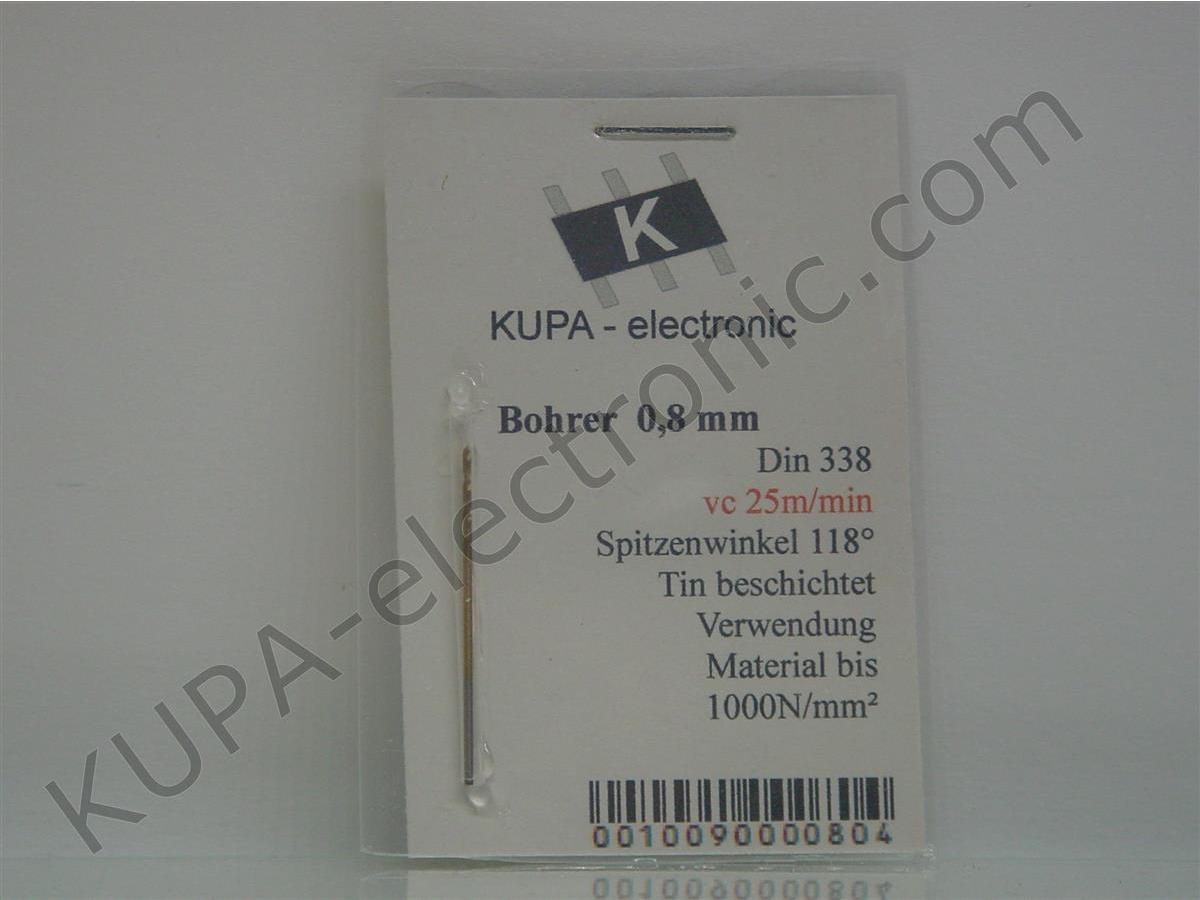 K
KUPA - electronic
Bohrer 0,8 mm
Din 338
vc 25m/min
Spitzenwinkel 118°
Tin beschichtet
Verwendung
Material bis
1000N/mm²
0010090000804
KUPA-electronic.com